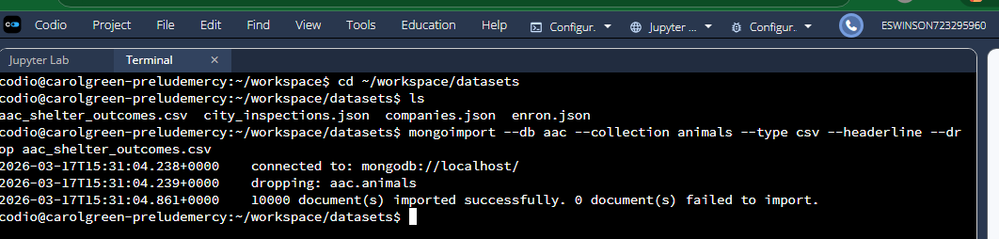 Codio Project File Edit Find View Tools Education Help Configur. Jupyter ... Configur.. ESWINSON723295960
Jupyter Lab Terminal ×
codio@carolgreen-preludemercy:~/workspace$ cd ~/workspace/datasets
codio@carolgreen-preludemercy:~/workspace/datasets$ ls
aac_shelter_outcomes.csv city_inspections.json companies.json enron.json
codio@carolgreen-preludemercy:~/workspace/datasets$ mongoimport --db aac --collection animals --type csv --headerline --dr
op aac_shelter_outcomes.csv
2026-03-17T15:31:04.238+0000 connected to: mongodb://localhost/
2026-03-17T15:31:04.239+0000 dropping: aac.animals
2026-03-17T15:31:04.861+0000 10000 document(s) imported successfully. 0 document(s) failed to import.
codio@carolgreen-preludemercy:~/workspace/datasets$